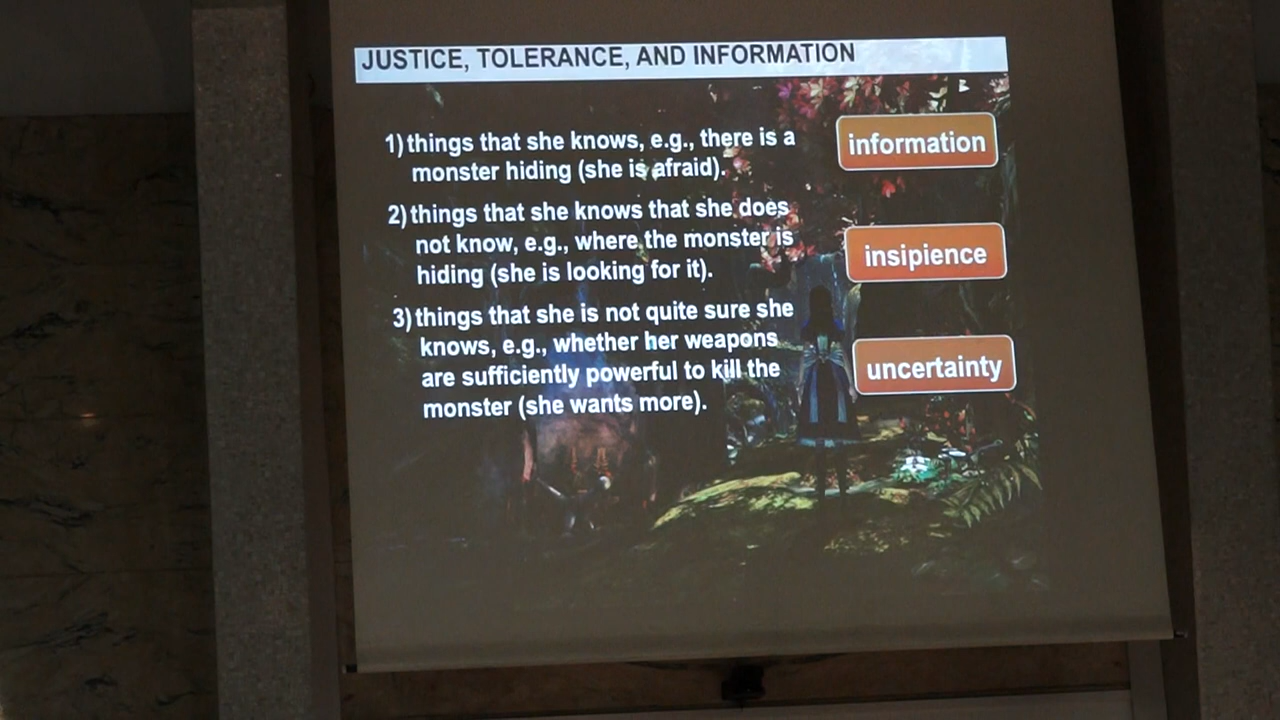 JUSTICE, TOLERANCE, AND INFORMATION
1) things that she knows, e.g., there is a
monster hiding (she is afraid).
information
2) things that she knows that she does
not know, e.g., where the monster is
hiding (she is looking for it).
insipience
3) things that she is not quite sure she
knows, e.g., whether her weapons
are sufficiently powerful to kill the
monster (she wants more).
uncertainty